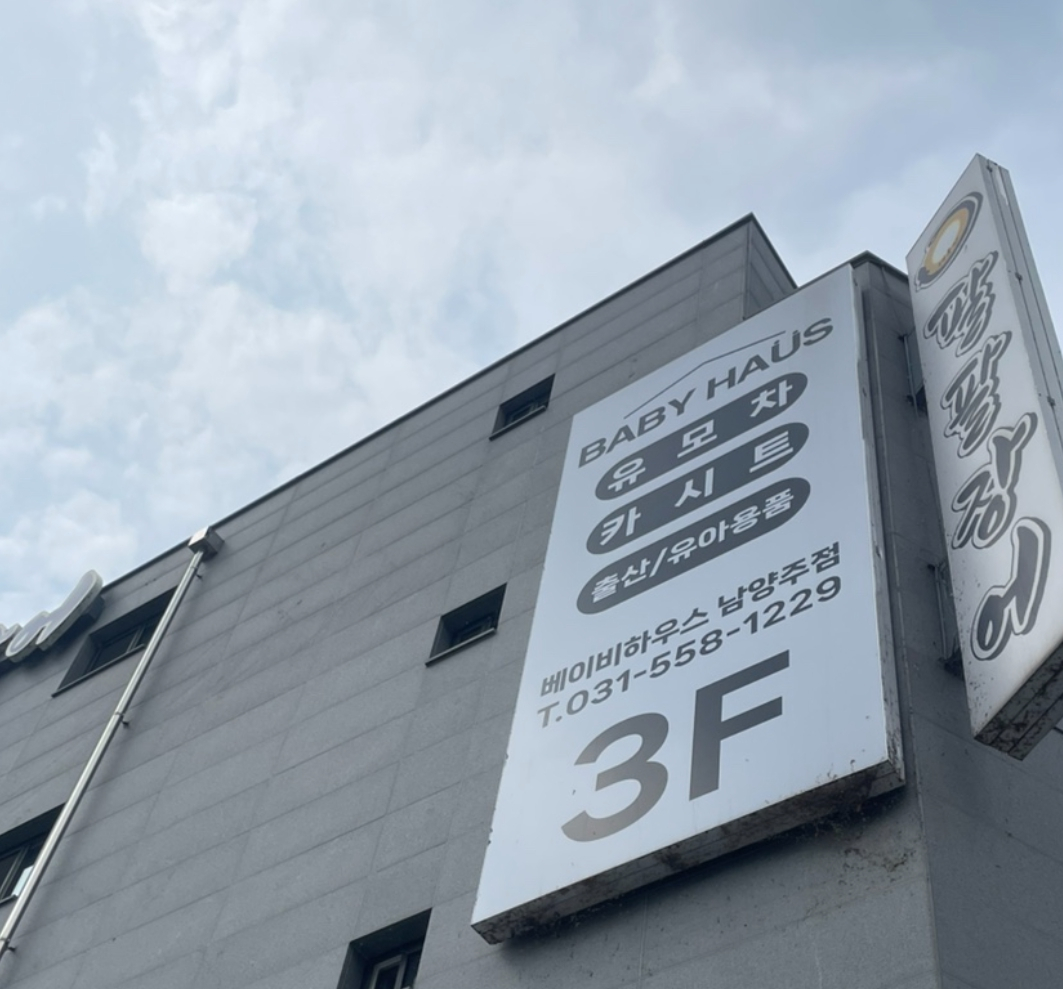 BABY HAÜS
유모차
카시트
출산/유아용품
베이비하우스 남양주점
T.031-558-1229
3F
팔팔장어